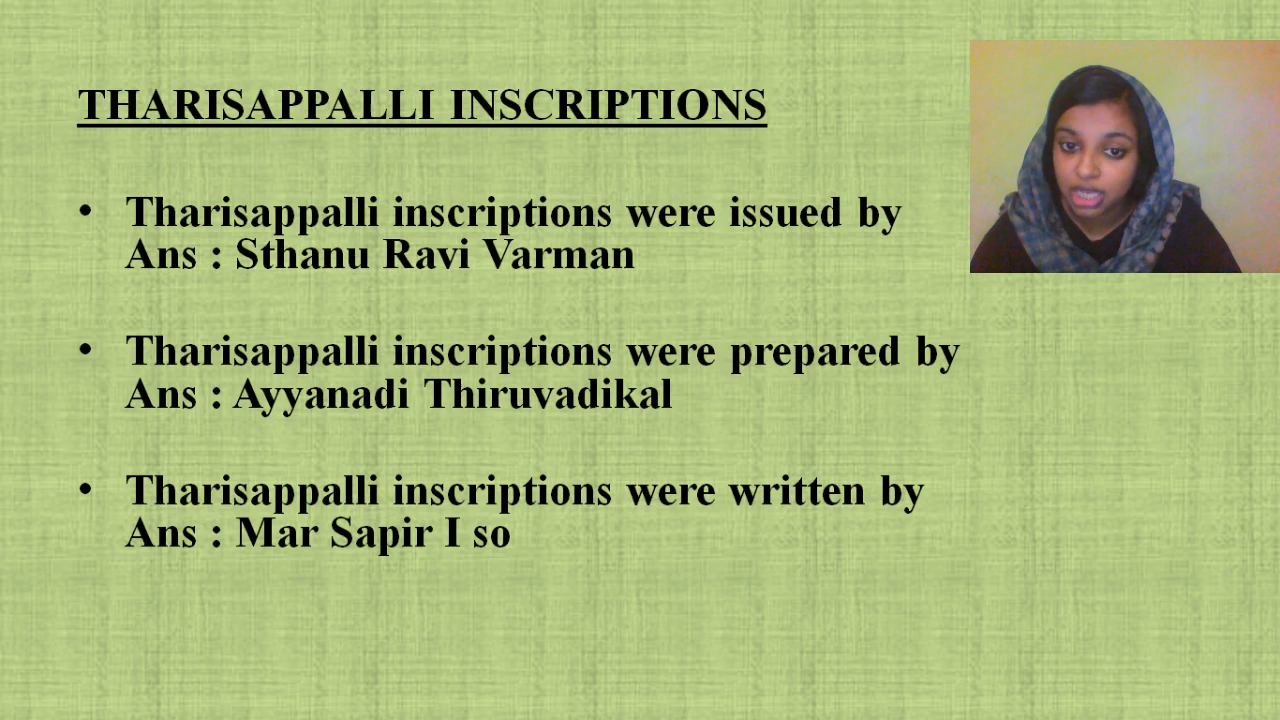 THARISAPPALLI INSCRIPTIONS
• Tharisappalli inscriptions were issued by
Ans : Sthanu Ravi Varman
• Tharisappalli inscriptions were prepared by
Ans : Ayyanadi Thiruvadikal
• Tharisappalli inscriptions were written by
Ans : Mar Sapir I so